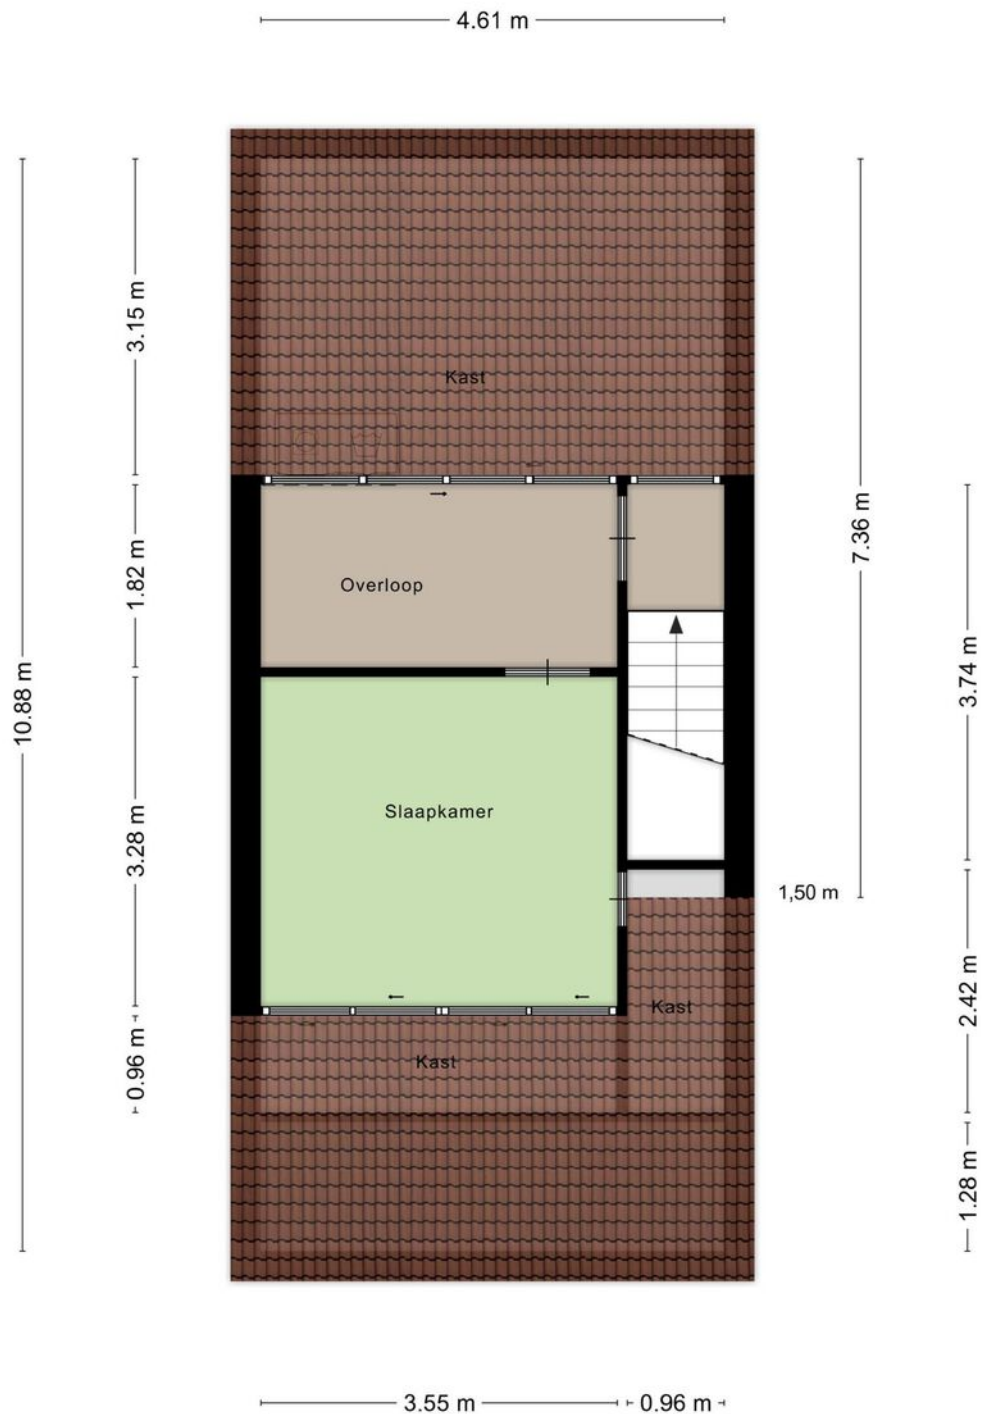 4.61 m
3.15 m
Kast
7.36 m
1.82 m
Overloop
3.74 m
10.88 m
Slaapkamer
3.28 m
1,50 m
2.42 m
Kast
0.96 m
Kast
1.28 m
3.55 m
0.96 m